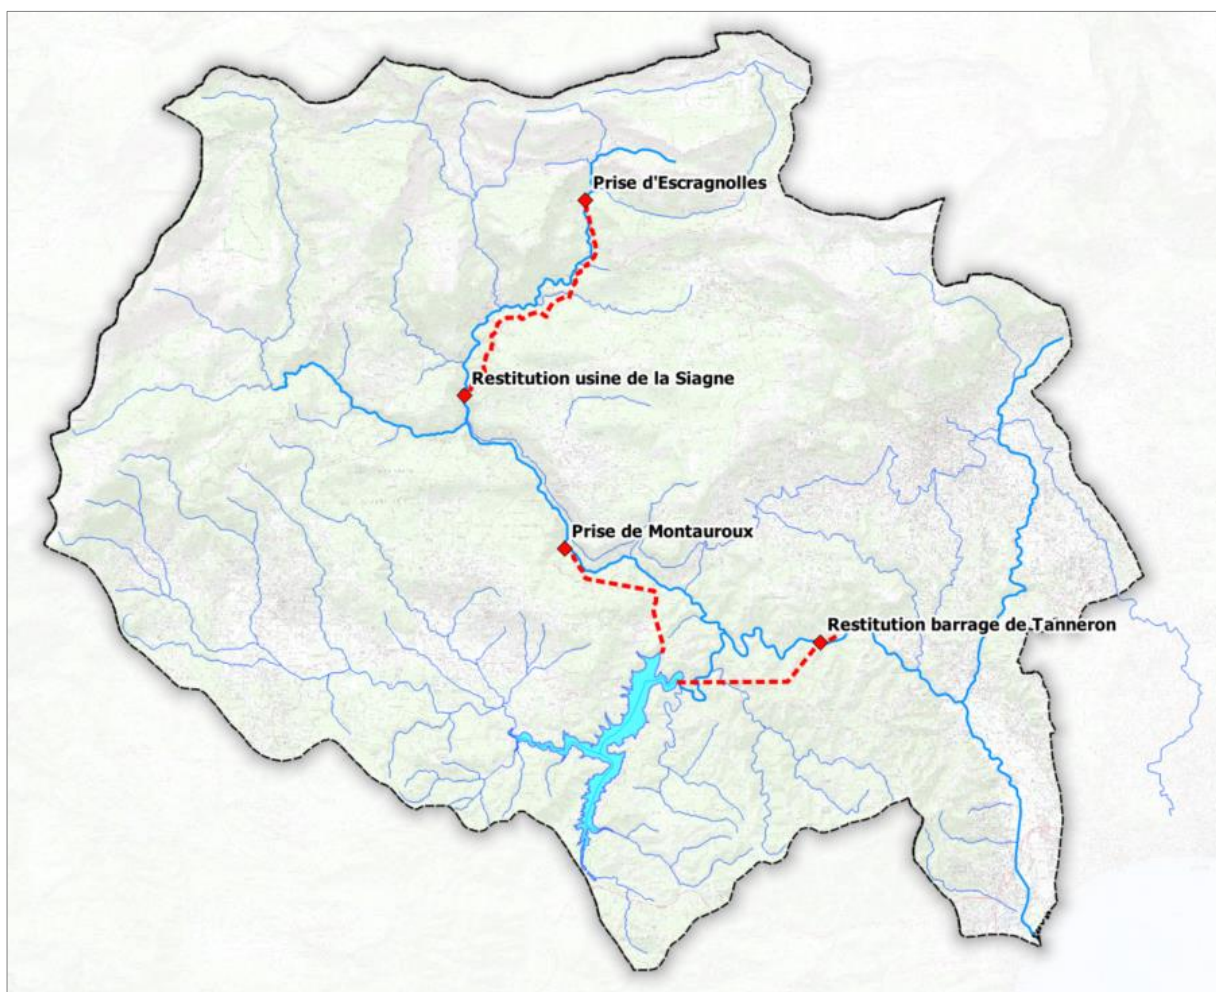 Prise d'Escragnolles
Restitution usine de la Siagne
Prise de Montauroux
Restitution barrage de Tanneron